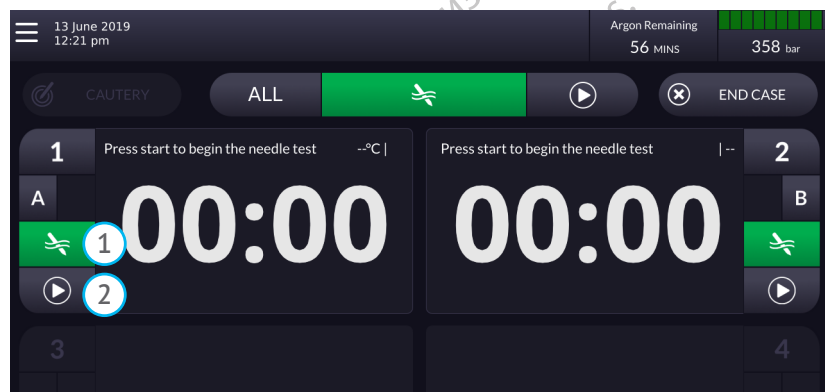 13 June 2019
12:21 pm
Argon Remaining
56 MINS
358 bar
CAUTERY
ALL
END CASE
1
Press start to begin the needle test --°C |
00:00
A
1
2
Press start to begin the needle test | --
00:00
2
B
3
4